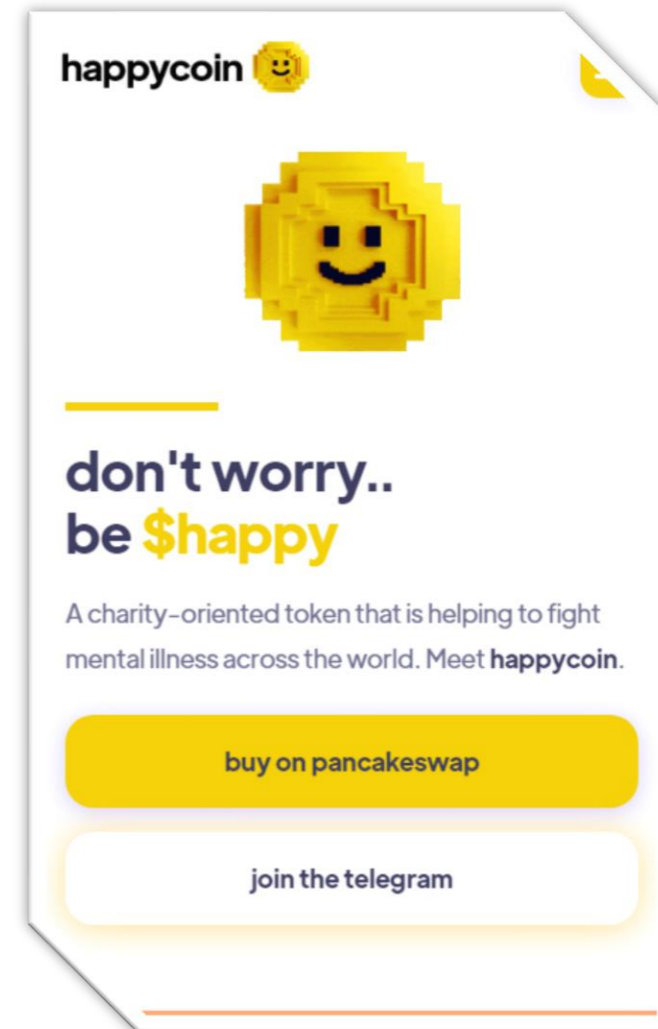 happycoin
don't worry..
be $happy
A charity-oriented token that is helping to fight
mental illness across the world. Meet happycoin.
buy on pancakeswap
join the telegram